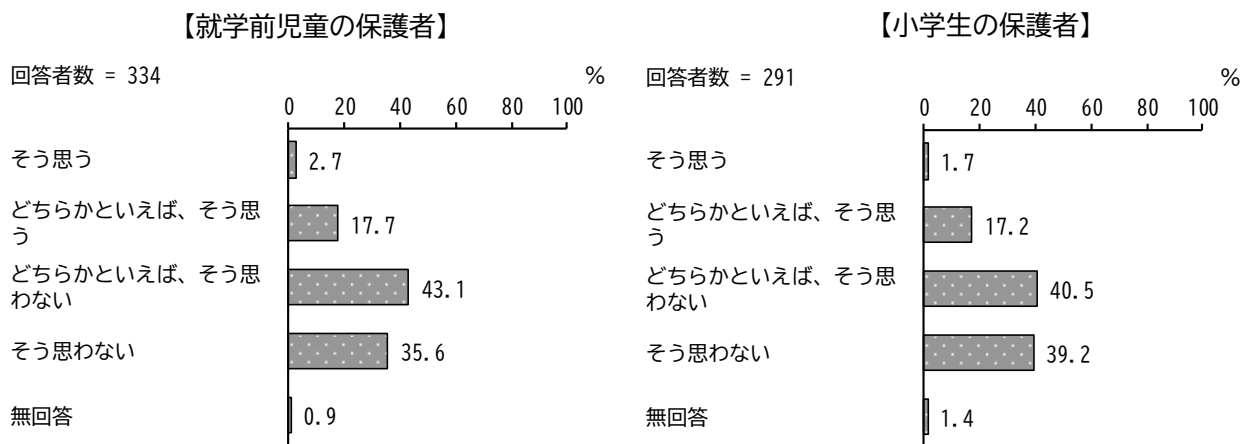 【就学前児童の保護者】
回答者数 = 334
%
0 20 40 60 80 100
そう思う
2.7
どちらかといえば、そう思
う
17.7
どちらかといえば、そう思
わない
43.1
そう思わない
35.6
無回答
0.9
【小学生の保護者】
回答者数 = 291
%
0 20 40 60 80 100
そう思う
1.7
どちらかといえば、そう思
う
17.2
どちらかといえば、そう思
わない
40.5
そう思わない
39.2
無回答
1.4